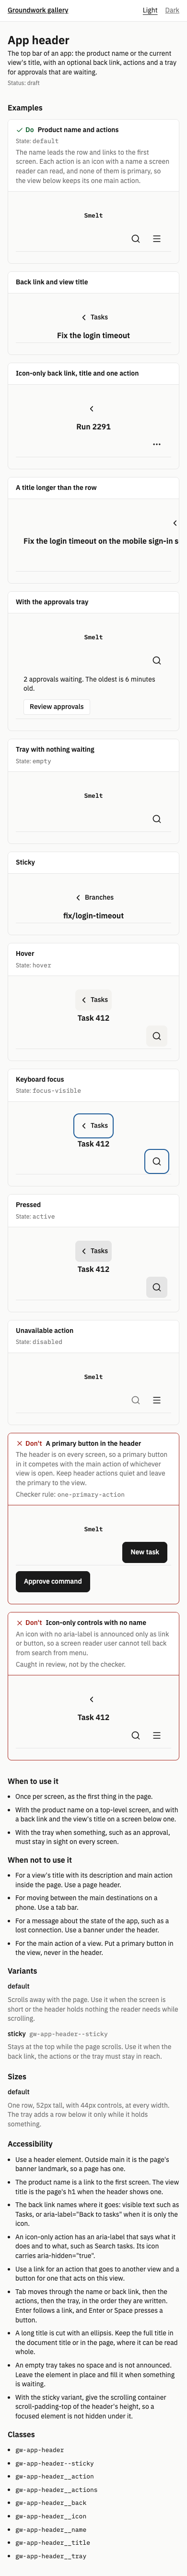 Groundwork gallery
Light Dark
App header
The top bar of an app: the product name or the current
view's title, with an optional back link, actions and a tray
for approvals that are waiting.
Status: draft
Examples
Do Product name and actions
State: default
The name leads the row and links to the first
screen. Each action is an icon with a name a screen
reader can read, and none of them is primary, so
the view below keeps its one main action.
Smelt
Back link and view title
Tasks
Fix the login timeout
Icon-only back link, title and one action
Run 2291
A title longer than the row
Fix the login timeout on the mobile sign-in s
With the approvals tray
Smelt
2 approvals waiting. The oldest is 6 minutes
old.
Review approvals
Tray with nothing waiting
State: empty
Smelt
Sticky
Branches
fix/login-timeout
Hover
State: hover
Tasks
Task 412
Keyboard focus
State: focus-visible
Tasks
Task 412
Pressed
State: active
Tasks
Task 412
Unavailable action
State: disabled
Smelt
Don't A primary button in the header
The header is on every screen, so a primary button
in it competes with the main action of whichever
view is open. Keep header actions quiet and leave
the primary to the view.
Checker rule: one-primary-action
Smelt
New task
Approve command
Don't Icon-only controls with no name
An icon with no aria-label is announced only as link
or button, so a screen reader user cannot tell back
from search from menu.
Caught in review, not by the checker.
Task 412
When to use it
Once per screen, as the first thing in the page.
With the product name on a top-level screen, and with
a back link and the view's title on a screen below one.
With the tray when something, such as an approval,
must stay in sight on every screen.
When not to use it
For a view's title with its description and main action
inside the page. Use a page header.
For moving between the main destinations on a
phone. Use a tab bar.
For a message about the state of the app, such as a
lost connection. Use a banner under the header.
For the main action of a view. Put a primary button in
the view, never in the header.
Variants
default
Scrolls away with the page. Use it when the screen is
short or the header holds nothing the reader needs while
scrolling.
sticky gw-app-header--sticky
Stays at the top while the page scrolls. Use it when the
back link, the actions or the tray must stay in reach.
Sizes
default
One row, 52px tall, with 44px controls, at every width.
The tray adds a row below it only while it holds
something.
Accessibility
Use a header element. Outside main it is the page's
banner landmark, so a page has one.
The product name is a link to the first screen. The view
title is the page's h1 when the header shows one.
The back link names where it goes: visible text such as
Tasks, or aria-label="Back to tasks" when it is only the
icon.
An icon-only action has an aria-label that says what it
does and to what, such as Search tasks. Its icon
carries aria-hidden="true".
Use a link for an action that goes to another view and a
button for one that acts on this view.
Tab moves through the name or back link, then the
actions, then the tray, in the order they are written.
Enter follows a link, and Enter or Space presses a
button.
A long title is cut with an ellipsis. Keep the full title in
the document title or in the page, where it can be read
whole.
An empty tray takes no space and is not announced.
Leave the element in place and fill it when something
is waiting.
With the sticky variant, give the scrolling container
scroll-padding-top of the header's height, so a
focused element is not hidden under it.
Classes
gw-app-header
gw-app-header--sticky
gw-app-header__action
gw-app-header__actions
gw-app-header__back
gw-app-header__icon
gw-app-header__name
gw-app-header__title
gw-app-header__tray